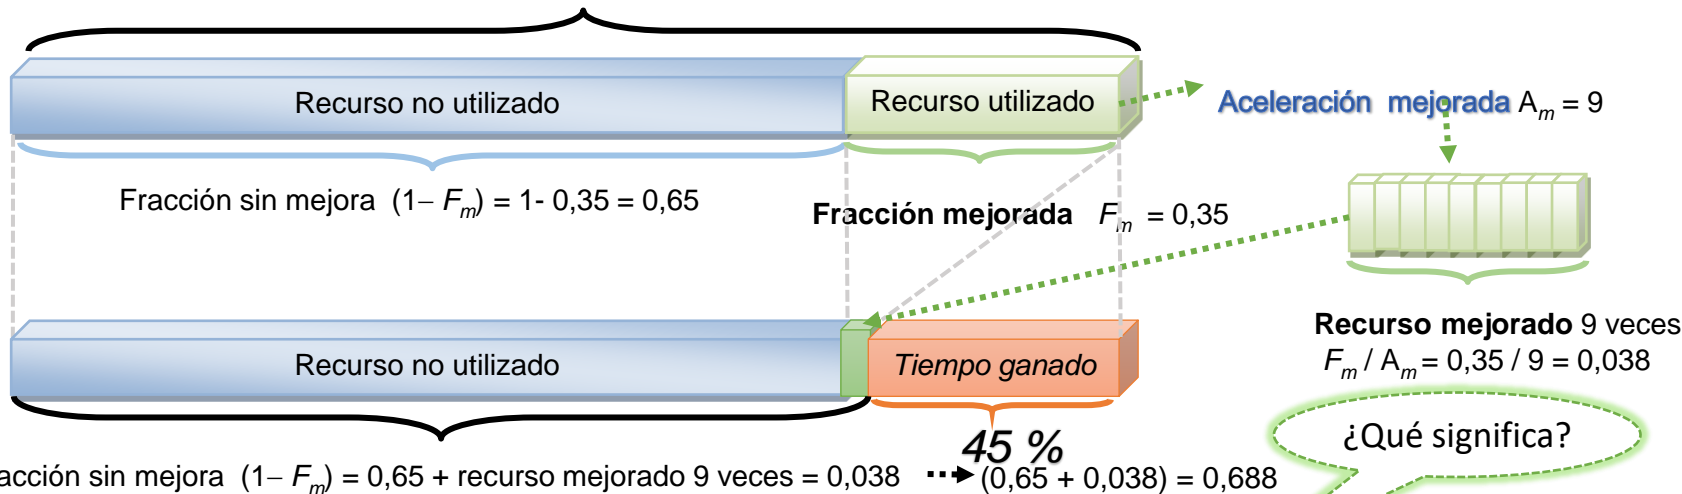 Recurso no utilizado
Recurso utilizado
Aceleración mejorada Am = 9
Fracción sin mejora (1– Fm) = 1- 0,35 = 0,65
Fracción mejorada Fm = 0,35
Recurso no utilizado
Tiempo ganado
Recurso mejorado 9 veces
Fm / Am = 0,35 / 9 = 0,038
¿Qué significa?
45 %
acción sin mejora (1– Fm) = 0,65 + recurso mejorado 9 veces = 0,038 (0,65 + 0,038) = 0,688